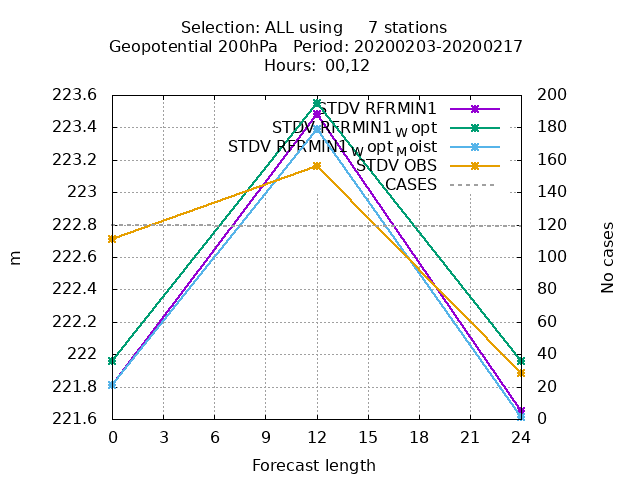 Selection: ALL using 7 stations
Geopotential 200hPa Period: 20200203-20200217
Hours: 00,12
223.6
223.4
223.2
223
222.8
222.6
222.4
222.2
222
221.8
221.6
m
STDV RFRMIN1
STDV RFRMIN1_W opt
STDV RFRMIN1_W opt_M oist
STDV OBS
CASES
200
180
160
140
120
100
80
60
40
20
0
No cases
0 3 6 9 12 15 18 21 24
Forecast length